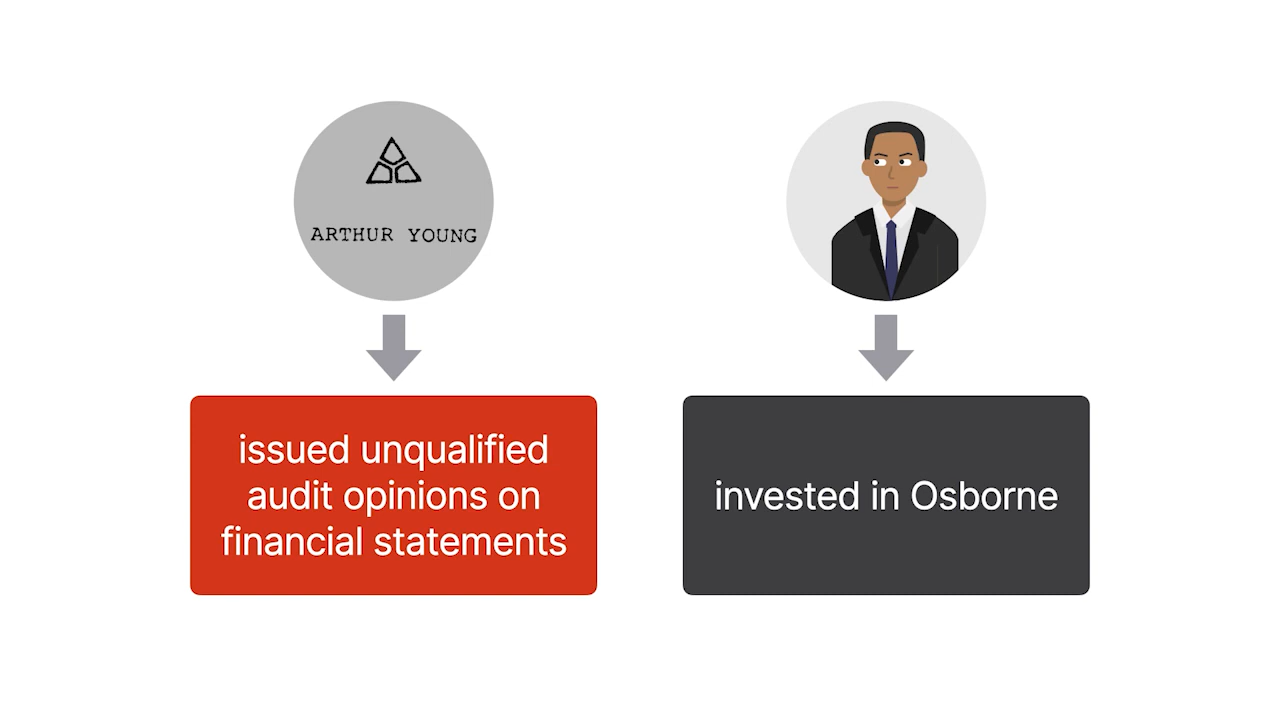 ARTHUR YOUNG
issued unqualified
audit opinions on
financial statements
invested in Osborne